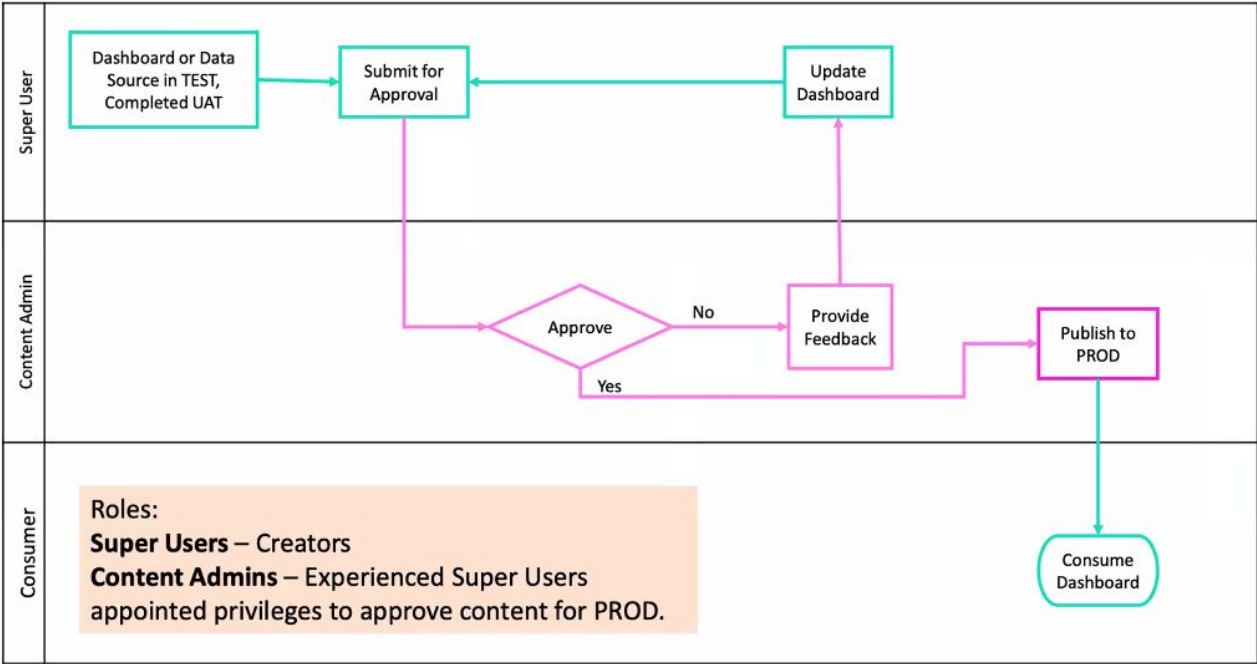 Super User
Dashboard or Data
Source in TEST,
Completed UAT
Submit for
Approval
Update
Dashboard
Content Admin
Approve
No
Yes
Provide
Feedback
Publish to
PROD
Consumer
Roles:
Super Users – Creators
Content Admins – Experienced Super Users
appointed privileges to approve content for PROD.
Consume
Dashboard